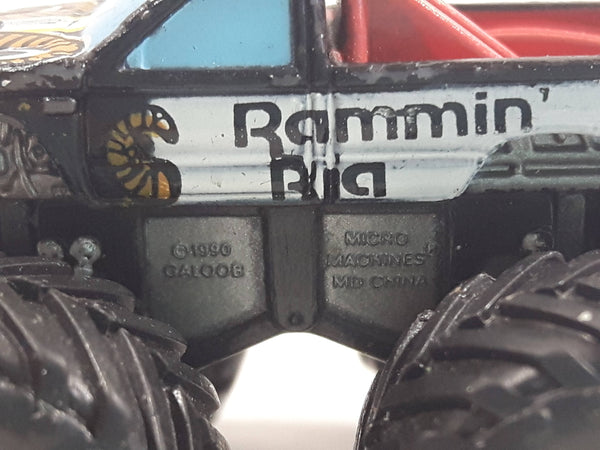 Rammin'
Rig
©1990
GALOOB
MICRO
MACHINES
MD CHINA